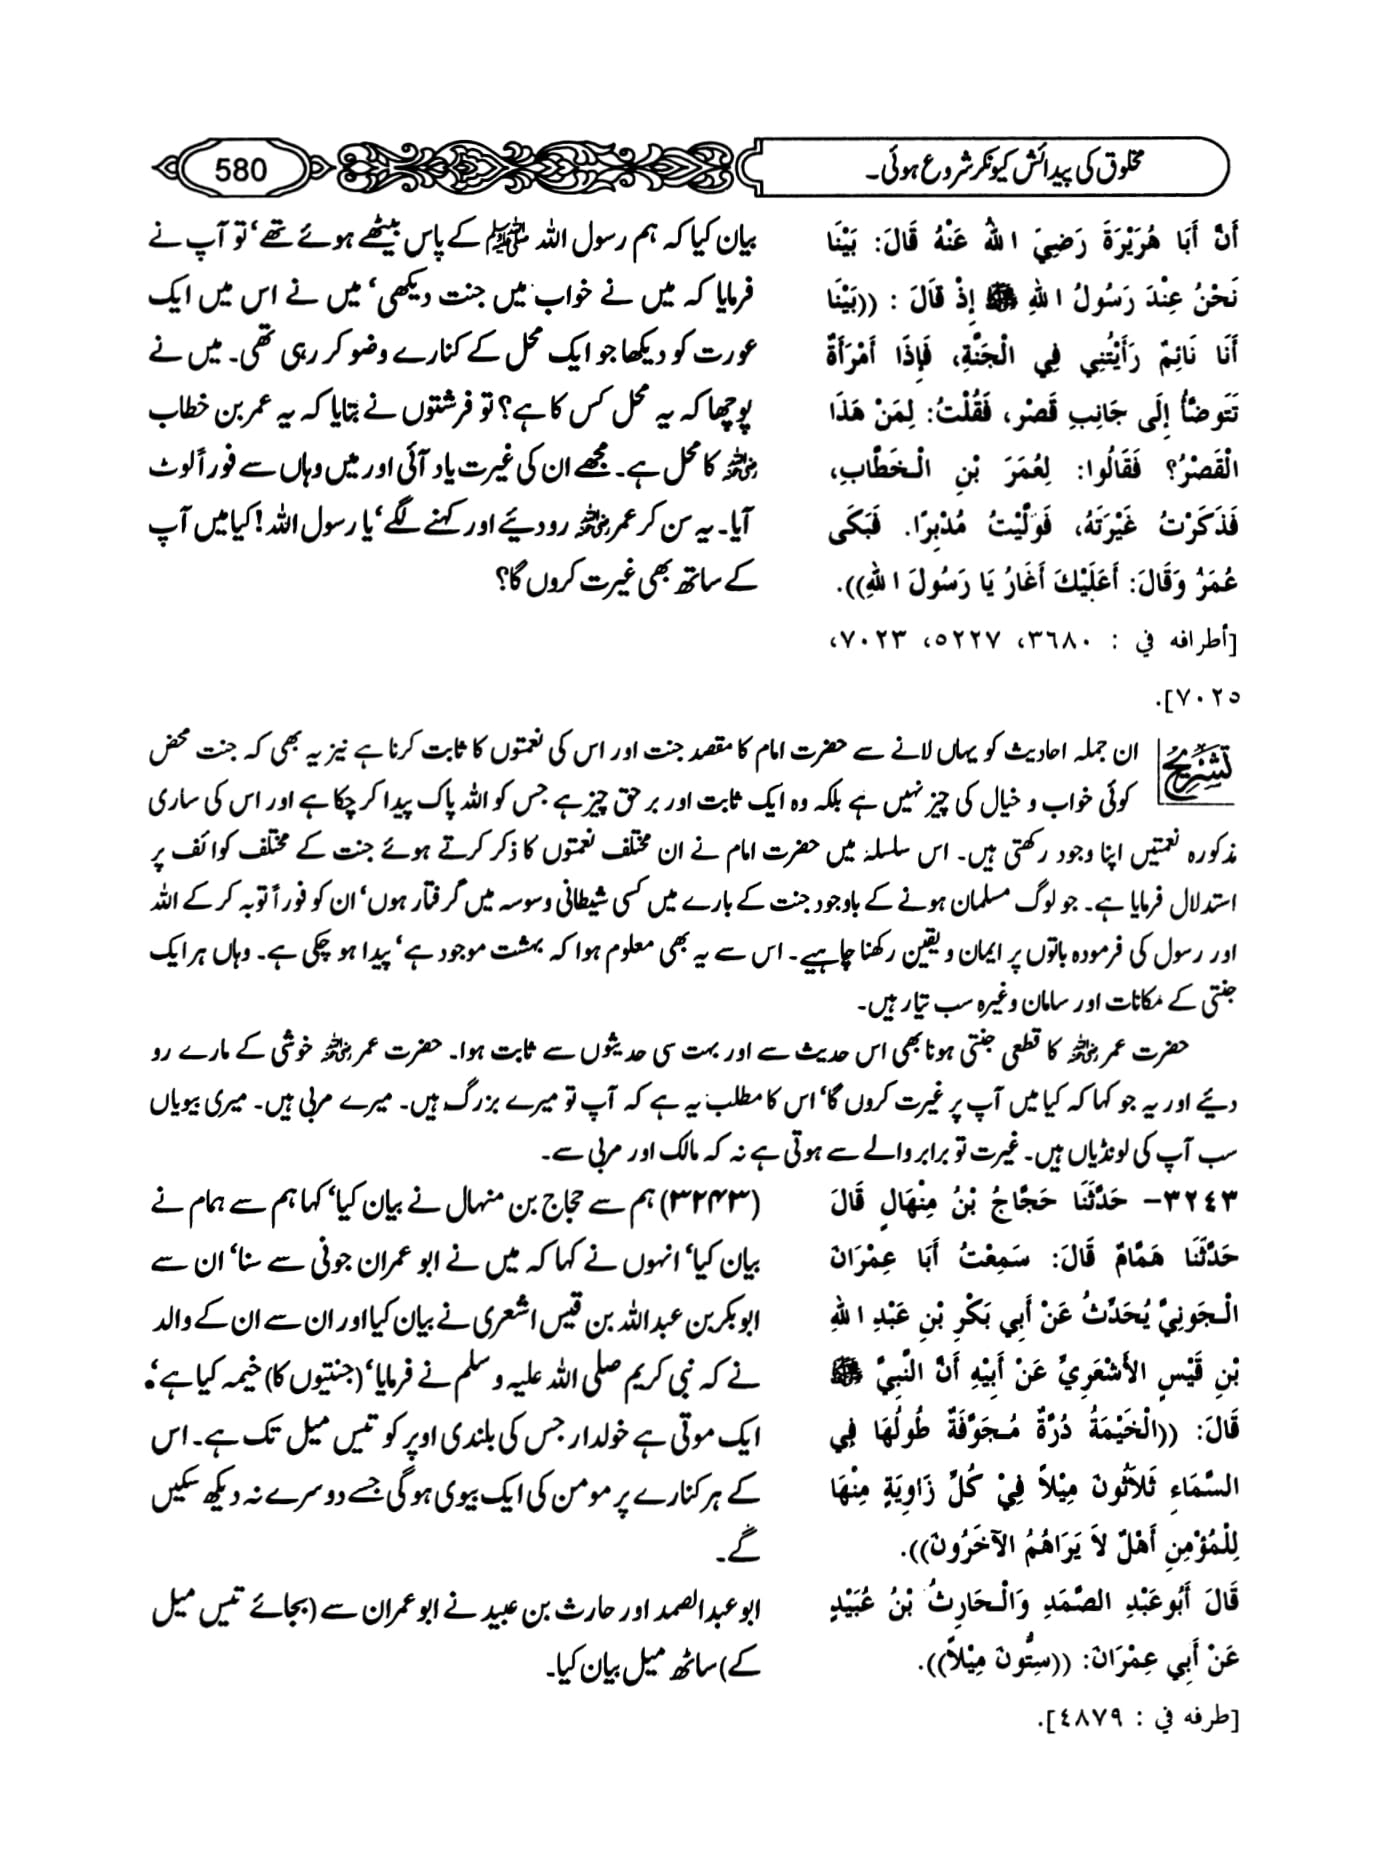 580
مخلوق کی پیدائش کیونکر شروع ہوئی۔
أَنَّ أَبَا هُرَيْرَةَ رَضِيَ اللهُ عَنْهُ قَالَ: بَيْنَا
نَحْنُ عِنْدَ رَسُولُ اللهِ ﷺ إِذْ قَالَ : ((بَيْنَا
أَنَا نَائِمٌ رَأَيْتُنِي فِي الْجَنَّةِ، فَإِذَا امْرَأَةٌ
تَتَوضَّأُ إِلَى جَانِبِ قَصْرٍ، فَقُلْتُ: لِمَنْ هَذَا
الْقَصْرُ؟ فَقَالُوا: لِعُمَرَ بْنِ الْخَطَّابِ،
فَذَكَرْتُ غَيْرَتَهُ، فَوَلَّيْتُ مُدْبِرًا. فَبَكَى
عُمَرُ وَقَالَ: أَعَلَيْكَ أَغَارُ يَا رَسُولَ اللهِ)).
[أطرافه في : ٣٦٨٠، ٥٢٢٧، ٧٠٢٣،
٧٠٢٥].
بیان کیا کہ ہم رسول اللہ ﷺ کے پاس بیٹھے ہوئے تھے‘ تو آپ نے
فرمایا کہ میں نے خواب میں جنت دیکھی‘ میں نے اس میں ایک
عورت کو دیکھا جو ایک محل کے کنارے وضو کر رہی تھی۔ میں نے
پوچھا کہ یہ محل کس کا ہے؟ تو فرشتوں نے بتایا کہ یہ عمر بن خطاب
رضی اللہ عنہ کا محل ہے۔ مجھے ان کی غیرت یاد آئی اور میں وہاں سے فوراً لوٹ
آیا۔ یہ سن کر عمر رضی اللہ عنہ رو دیئے اور کہنے لگے‘ یا رسول اللہ! کیا میں آپ
کے ساتھ بھی غیرت کروں گا؟
تشریح
ان جملہ احادیث کو یہاں لانے سے حضرت امام کا مقصد جنت اور اس کی نعمتوں کا ثابت کرنا ہے نیز یہ بھی کہ جنت محض
کوئی خواب و خیال کی چیز نہیں ہے بلکہ وہ ایک ثابت اور برحق چیز ہے جس کو اللہ پاک پیدا کر چکا ہے اور اس کی ساری
مذکورہ نعمتیں اپنا وجود رکھتی ہیں۔ اس سلسلہ میں حضرت امام نے ان مختلف نعمتوں کا ذکر کرتے ہوئے جنت کے مختلف کوائف پر
استدلال فرمایا ہے۔ جو لوگ مسلمان ہونے کے باوجود جنت کے بارے میں کسی شیطانی وسوسہ میں گرفتار ہوں‘ ان کو فوراً توبہ کر کے اللہ
اور رسول کی فرمودہ باتوں پر ایمان و یقین رکھنا چاہیے۔ اس سے یہ بھی معلوم ہوا کہ بہشت موجود ہے‘ پیدا ہو چکی ہے۔ وہاں ہر ایک
جنتی کے مکانات اور سامان وغیرہ سب تیار ہیں۔
حضرت عمر رضی اللہ عنہ کا قطعی جنتی ہونا بھی اس حدیث سے اور بہت سی حدیثوں سے ثابت ہوا۔ حضرت عمر رضی اللہ عنہ خوشی کے مارے رو
دیئے اور یہ جو کہا کہ کیا میں آپ پر غیرت کروں گا‘ اس کا مطلب یہ ہے کہ آپ تو میرے بزرگ ہیں۔ میرے مربی ہیں۔ میری بیویاں
سب آپ کی لونڈیاں ہیں۔ غیرت تو برابر والے سے ہوتی ہے نہ کہ مالک اور مربی سے۔
٣٢٤٣– حَدَّثَنَا حَجَّاجُ بْنُ مِنْهَالٍ قَالَ
حَدَّثَنَا هَمَّامٌ قَالَ: سَمِعْتُ أَبَا عِمْرَانَ
الْجَونِيَّ يُحَدِّثُ عَنْ أَبِي بَكْرِ بْنِ عَبْدِ اللهِ
بْنِ قَيْسٍ الأَشْعَرِيِّ عَنْ أَبِيْهِ أَنَّ النَّبِيَّ ﷺ
قَالَ: ((الْخَيْمَةُ دُرَّةٌ مُجَوَّفَةٌ طُولُهَا فِي
السَّمَاءِ ثَلاَثُونَ مِيْلاً فِيْ كُلِّ زَاوِيَةٍ مِنْهَا
لِلْمُؤْمِنِ أَهْلٌ لاَ يَرَاهُمُ الآخَرُونَ)).
قَالَ أَبُو عَبْدِ الصَّمَدِ وَالْحَارِثُ بْنُ عُبَيْدٍ
عَنْ أَبِي عِمْرَانَ: ((سِتُّونَ مِيْلاً)).
[طرفه في : ٤٨٧٩].
(۳۲۴۳) ہم سے حجاج بن منہال نے بیان کیا‘ کہا ہم سے ہمام نے
بیان کیا‘ انہوں نے کہا کہ میں نے ابو عمران جونی سے سنا‘ ان سے
ابو بکر بن عبداللہ بن قیس اشعری نے بیان کیا اور ان سے ان کے والد
نے کہ نبی کریم صلی اللہ علیہ و سلم نے فرمایا‘ (جنتیوں کا) خیمہ کیا ہے‘
ایک موتی ہے خولدار جس کی بلندی اوپر کو تیس میل تک ہے۔ اس
کے ہر کنارے پر مومن کی ایک بیوی ہو گی جسے دوسرے نہ دیکھ سکیں
گے۔
ابو عبدالصمد اور حارث بن عبید نے ابو عمران سے (بجائے تیس میل
کے) ساٹھ میل بیان کیا۔